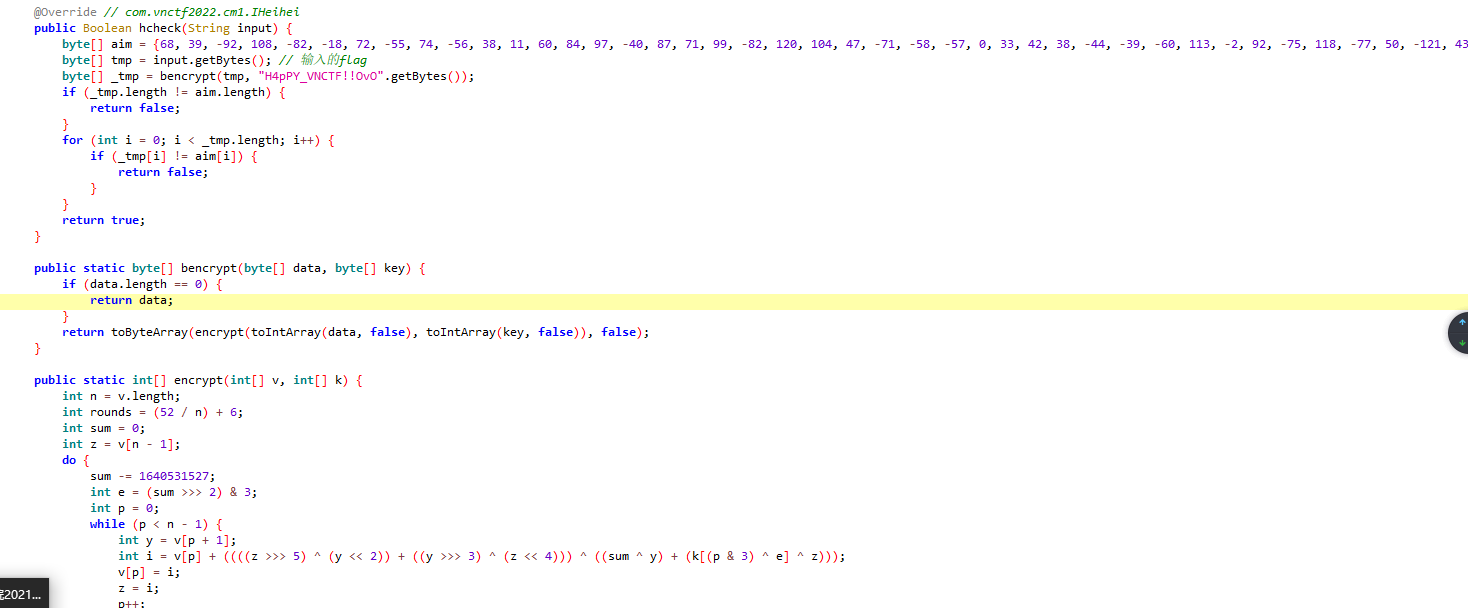 @Override // com.vnctf2022.cm1.IHeihei
public Boolean hcheck(String input) {
byte[] aim = {68, 39, -92, 108, -82, -18, 72, -55, 74, -56, 38, 11, 60, 84, 97, -40, 87, 71, 99, -82, 120, 104, 47, -71, -58, -57, 0, 33, 42, 38, -44, -39, -60, 113, -2, 92, -75, 118, -77, 50, -121, 43
byte[] tmp = input.getBytes(); // 输入的flag
byte[] _tmp = bencrypt(tmp, "H4pPY_VNCTF!!OvO".getBytes());
if (_tmp.length != aim.length) {
return false;
}
for (int i = 0; i < _tmp.length; i++) {
if (_tmp[i] != aim[i]) {
return false;
}
}
return true;
}
public static byte[] bencrypt(byte[] data, byte[] key) {
if (data.length == 0) {
return data;
}
return toByteArray(encrypt(toIntArray(data, false), toIntArray(key, false)), false);
}
public static int[] encrypt(int[] v, int[] k) {
int n = v.length;
int rounds = (52 / n) + 6;
int sum = 0;
int z = v[n - 1];
do {
sum -= 1640531527;
int e = (sum >>> 2) & 3;
int p = 0;
while (p < n - 1) {
int y = v[p + 1];
int i = v[p] + ((((z >>> 5) ^ (y << 2)) + ((y >>> 3) ^ (z << 4))) ^ ((sum ^ y) + (k[(p & 3) ^ e] ^ z)));
v[p] = i;
z = i;
p++;
2021...